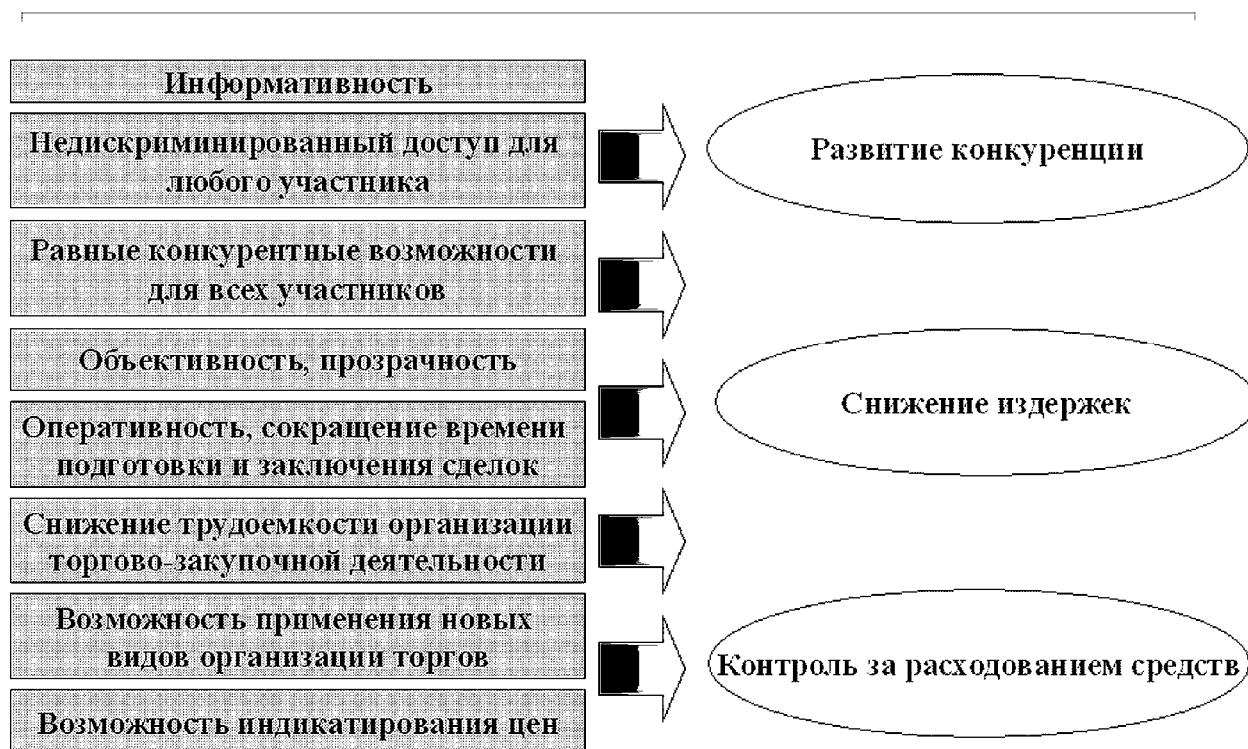 Информативность
Недискриминированный доступ для
любого участника
Равные конкурентные возможности
для всех участников
Объективность, прозрачность
Оперативность, сокращение времени
подготовки и заключения сделок
Снижение трудоемкости организации
торгово-закупочной деятельности
Возможность применения новых
видов организации торгов
Возможность индикатирования цен
Развитие конкуренции
Снижение издержек
Контроль за расходованием средств